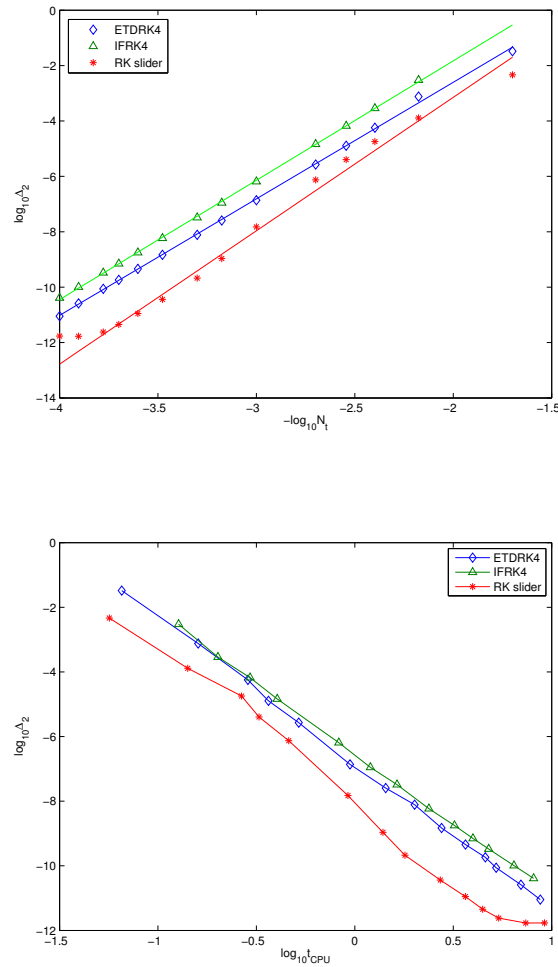 ETDRK4
IFRK4
RK slider
0
−2
−4
−6
−8
−10
−12
−14
log₁₀Δ₂
−4
−3.5
−3
−2.5
−2
−1.5
−log₁₀Nₜ
ETDRK4
IFRK4
RK slider
0
−2
−4
−6
−8
−10
−12
log₁₀Δ₂
−1.5
−1
−0.5
0
0.5
1
log₁₀t_CPU